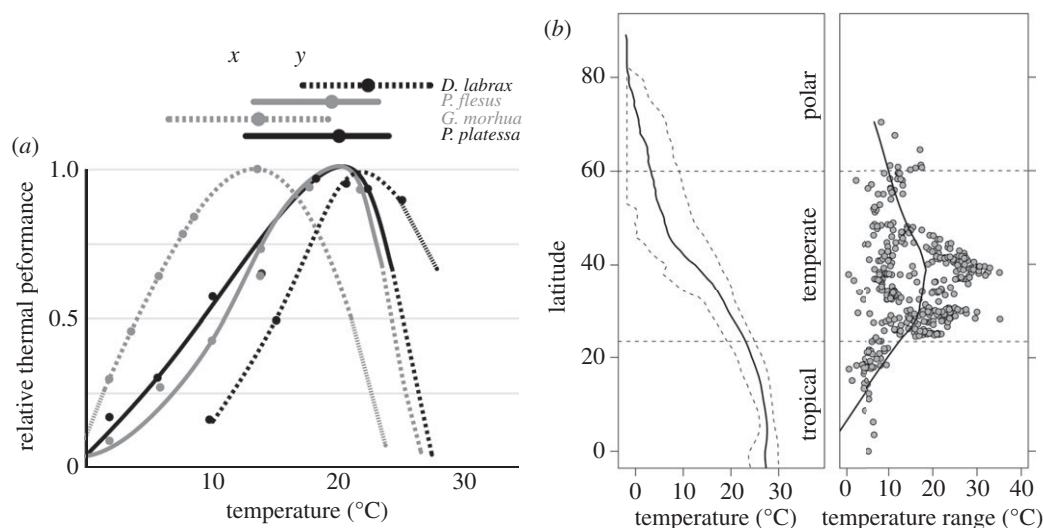 x y
D. labrax
P. flesus
G. morhua
P. platessa
(a)
1.0
0.5
0
relative thermal peformance
10 20 30
temperature (°C)
(b)
80
60
40
20
0
latitude
0 10 20 30
temperature (°C)
polar
temperate
tropical
0 10 20 30 40
temperature range (°C)